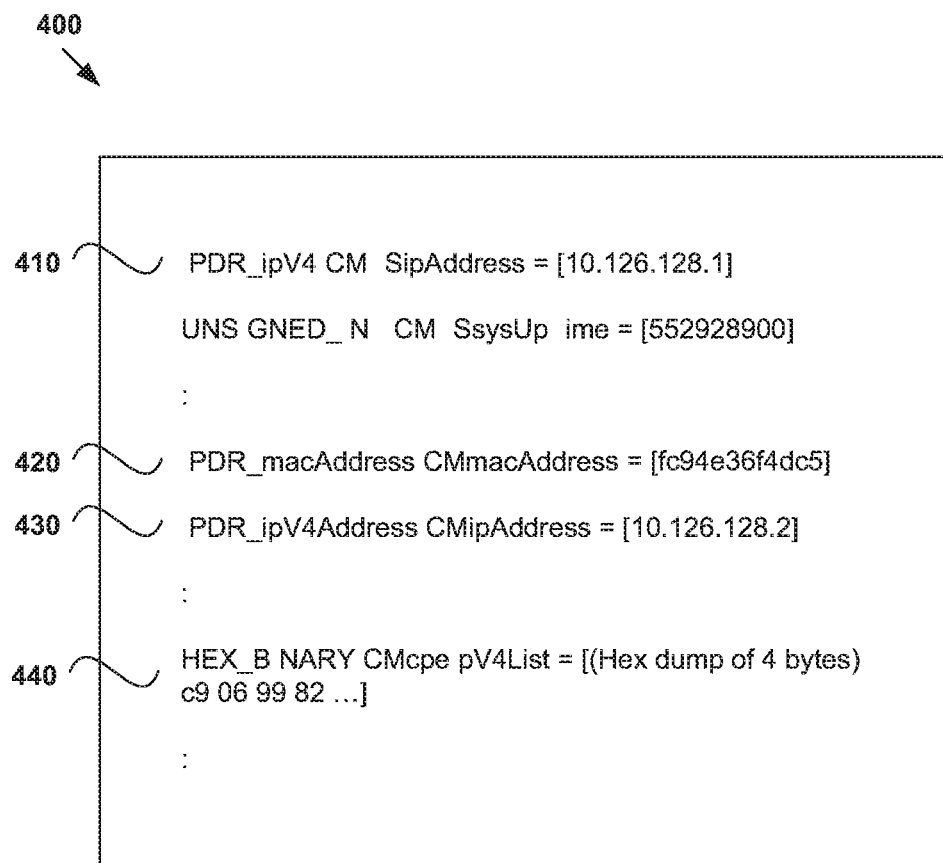 400
410 PDR_ipV4 CM SipAddress = [10.126.128.1]
UNS GNED_ N CM SsysUp ime = [552928900]
:
420 PDR_macAddress CMmacAddress = [fc94e36f4dc5]
430 PDR_ipV4Address CMipAddress = [10.126.128.2]
:
440 HEX_B NARY CMcpe pV4List = [(Hex dump of 4 bytes)
c9 06 99 82 ...]
: